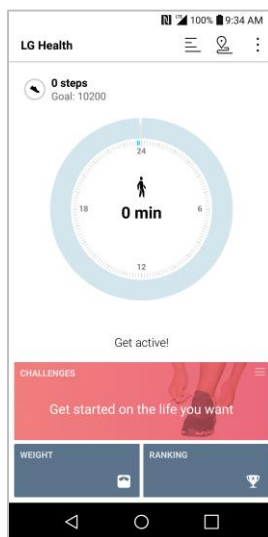 100% 9:34 AM
LG Health
0 steps
Goal: 10200
24
18
0 min
6
12
Get active!
CHALLENGES
Get started on the life you want
WEIGHT
RANKING